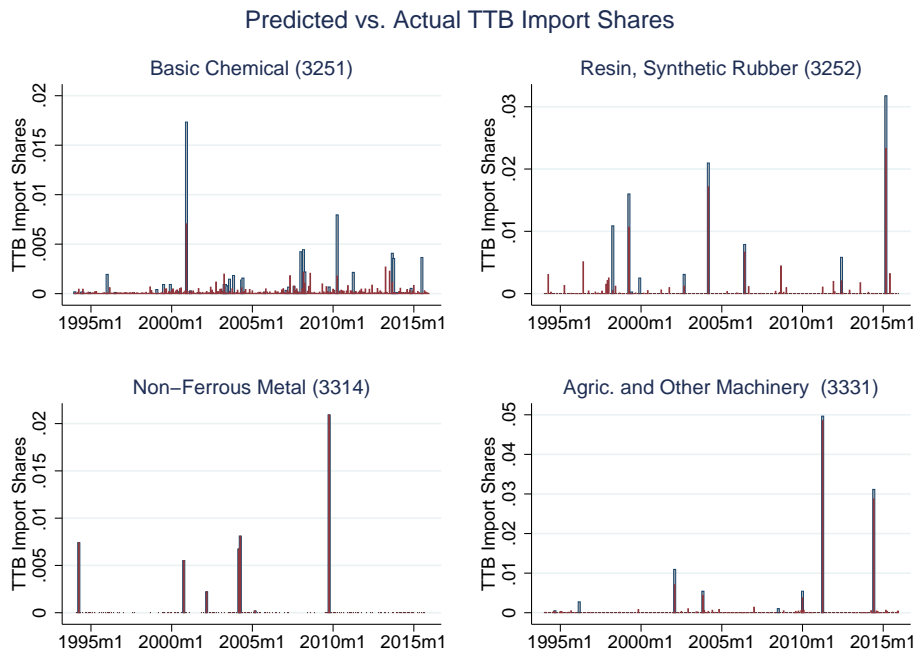 Predicted vs. Actual TTB Import Shares
Basic Chemical (3251)
TTB Import Shares
.02
.015
.01
.005
0
1995m1 2000m1 2005m1 2010m1 2015m1
Resin, Synthetic Rubber (3252)
TTB Import Shares
.03
.02
.01
0
1995m1 2000m1 2005m1 2010m1 2015m1
Non−Ferrous Metal (3314)
TTB Import Shares
.02
.015
.01
.005
0
1995m1 2000m1 2005m1 2010m1 2015m1
Agric. and Other Machinery (3331)
TTB Import Shares
.05
.04
.03
.02
.01
0
1995m1 2000m1 2005m1 2010m1 2015m1